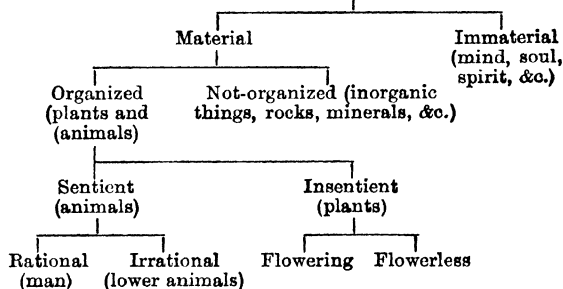 Material
Immaterial
(mind, soul,
spirit, &c.)
Organized
(plants and
(animals)
Not-organized (inorganic
things, rocks, minerals, &c.)
Sentient
(animals)
Insentient
(plants)
Rational
(man)
Irrational
(lower animals)
Flowering
Flowerless